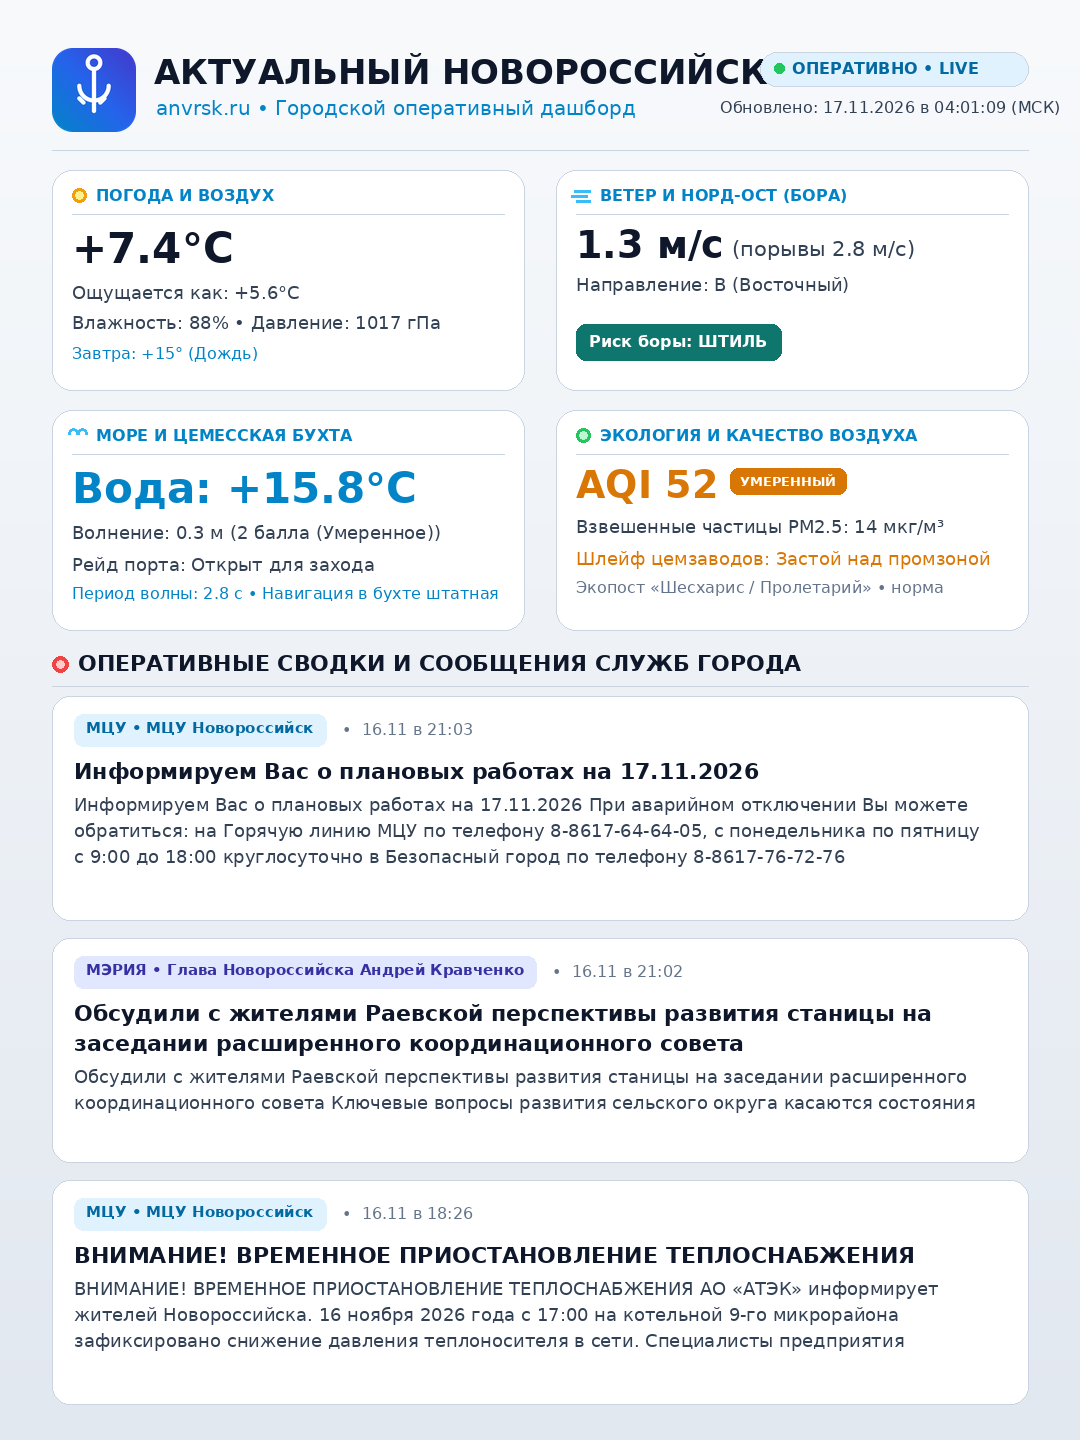 АКТУАЛЬНЫЙ НОВОРОССИЙСК
ОПЕРАТИВНО • LIVE
anvrsk.ru • Городской оперативный дашборд
Обновлено: 17.11.2026 в 04:01:09 (МСК)
ПОГОДА И ВОЗДУХ
+7.4°C
Ощущается как: +5.6°C
Влажность: 88% • Давление: 1017 гПа
Завтра: +15° (Дождь)
ВЕТЕР И НОРД-ОСТ (БОРА)
1.3 м/с (порывы 2.8 м/с)
Направление: В (Восточный)
Риск боры: ШТИЛЬ
МОРЕ И ЦЕМЕССКАЯ БУХТА
Вода: +15.8°C
Волнение: 0.3 м (2 балла (Умеренное))
Рейд порта: Открыт для захода
Период волны: 2.8 с • Навигация в бухте штатная
ЭКОЛОГИЯ И КАЧЕСТВО ВОЗДУХА
AQI 52 УМЕРЕННЫЙ
Взвешенные частицы PM2.5: 14 мкг/м³
Шлейф цемзаводов: Застой над промзоной
Экопост «Шесхарис / Пролетарий» • норма
ОПЕРАТИВНЫЕ СВОДКИ И СООБЩЕНИЯ СЛУЖБ ГОРОДА
МЦУ • МЦУ Новороссийск • 16.11 в 21:03
Информируем Вас о плановых работах на 17.11.2026
Информируем Вас о плановых работах на 17.11.2026 При аварийном отключении Вы можете
обратиться: на Горячую линию МЦУ по телефону 8-8617-64-64-05, с понедельника по пятницу
с 9:00 до 18:00 круглосуточно в Безопасный город по телефону 8-8617-76-72-76
МЭРИЯ • Глава Новороссийска Андрей Кравченко • 16.11 в 21:02
Обсудили с жителями Раевской перспективы развития станицы на
заседании расширенного координационного совета
Обсудили с жителями Раевской перспективы развития станицы на заседании расширенного
координационного совета Ключевые вопросы развития сельского округа касаются состояния
МЦУ • МЦУ Новороссийск • 16.11 в 18:26
ВНИМАНИЕ! ВРЕМЕННОЕ ПРИОСТАНОВЛЕНИЕ ТЕПЛОСНАБЖЕНИЯ
ВНИМАНИЕ! ВРЕМЕННОЕ ПРИОСТАНОВЛЕНИЕ ТЕПЛОСНАБЖЕНИЯ АО «АТЭК» информирует
жителей Новороссийска. 16 ноября 2026 года с 17:00 на котельной 9-го микрорайона
зафиксировано снижение давления теплоносителя в сети. Специалисты предприятия